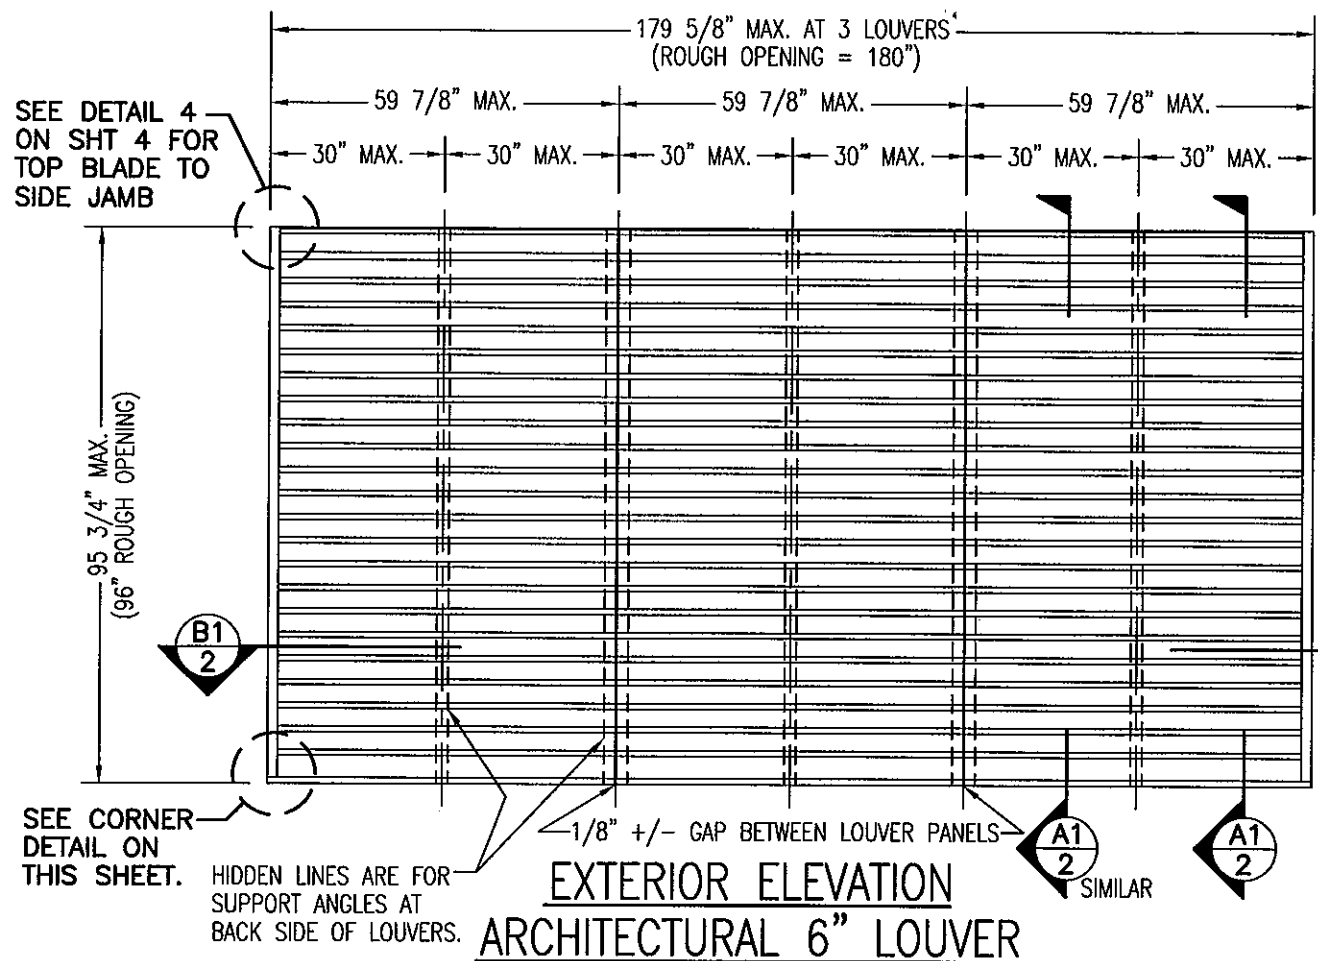 179 5/8" MAX. AT 3 LOUVERS
(ROUGH OPENING = 180")
59 7/8" MAX.
59 7/8" MAX.
59 7/8" MAX.
SEE DETAIL 4
ON SHT 4 FOR
TOP BLADE TO
SIDE JAMB
30" MAX.
30" MAX.
30" MAX.
30" MAX.
30" MAX.
30" MAX.
95 3/4" MAX.
(96" ROUGH OPENING)
B1
2
SEE CORNER
DETAIL ON
THIS SHEET.
HIDDEN LINES ARE FOR
SUPPORT ANGLES AT
BACK SIDE OF LOUVERS.
1/8" +/- GAP BETWEEN LOUVER PANELS
A1
2
SIMILAR
A1
2
EXTERIOR ELEVATION
ARCHITECTURAL 6" LOUVER